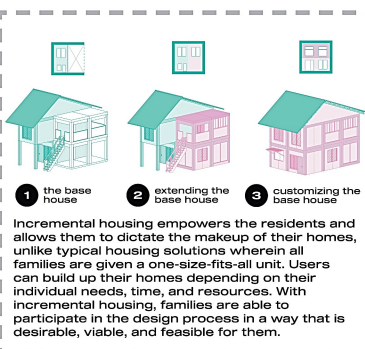 1 the base house
2 extending the base house
3 customizing the base house
Incremental housing empowers the residents and
allows them to dictate the makeup of their homes,
unlike typical housing solutions wherein all
families are given a one-size-fits-all unit. Users
can build up their homes depending on their
individual needs, time, and resources. With
incremental housing, families are able to
participate in the design process in a way that is
desirable, viable, and feasible for them.